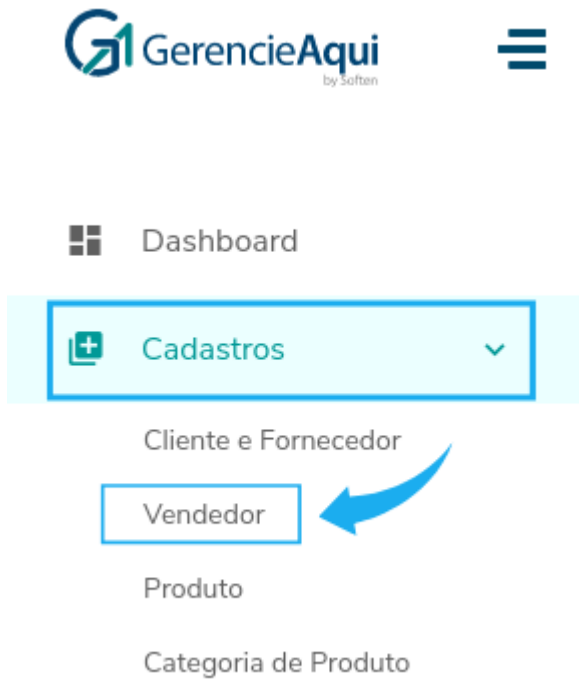 GerencieAqui
by Soften
Dashboard
Cadastros
Cliente e Fornecedor
Vendedor
Produto
Categoria de Produto